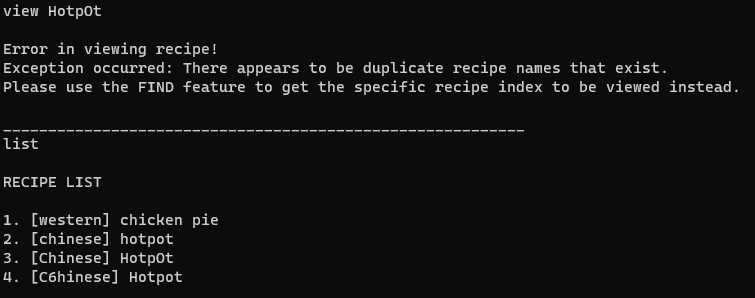 view HotpOt
Error in viewing recipe!
Exception occurred: There appears to be duplicate recipe names that exist.
Please use the FIND feature to get the specific recipe index to be viewed instead.
__________________________________________________________
list
RECIPE LIST
1. [western] chicken pie
2. [chinese] hotpot
3. [Chinese] HotpOt
4. [C6hinese] Hotpot